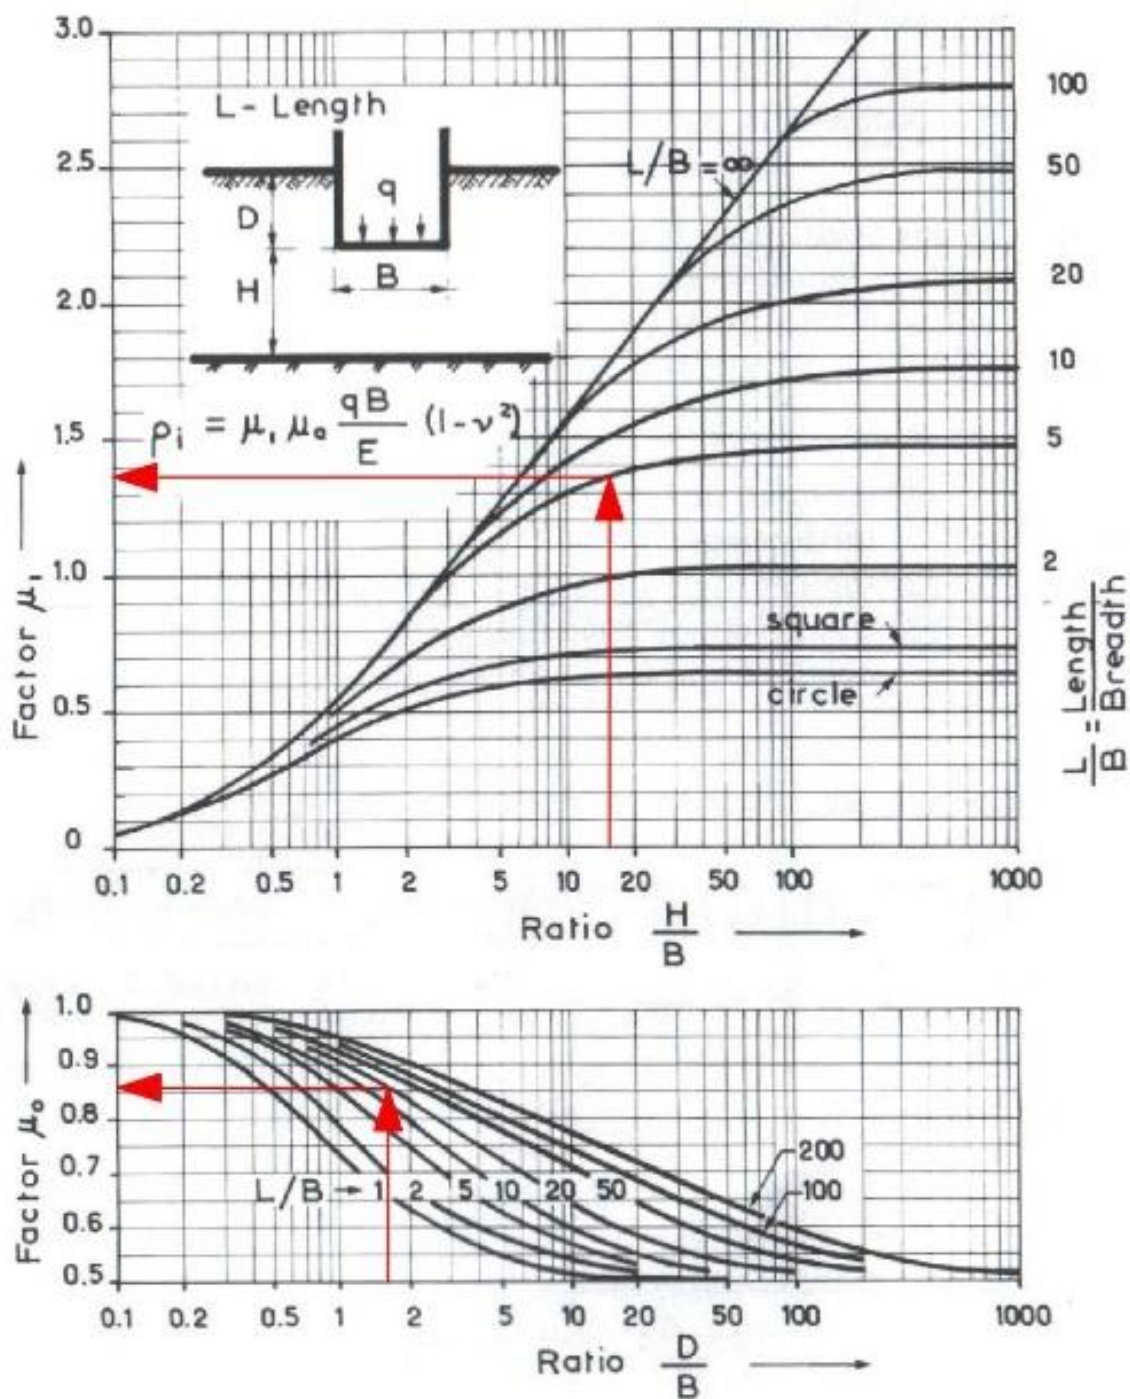 3.0
L - Length
100
L/B = ∞
2.5
50
q
D
B
20
H
2.0
10
ρi = μ₁ μ₀ qB/E (1-ν²)
1.5
5
Factor μ₁
1.0
2
square
circle
0.5
L/B = Length/Breadth
0
0.1 0.2 0.5 1 2 5 10 20 50 100 1000
Ratio H/B
1.0
0.9
Factor μ₀
0.8
0.7
200
L/B → 1 2 5 10 20 50
100
0.6
0.5
0.1 0.2 0.5 1 2 5 10 20 50 100 1000
Ratio D/B